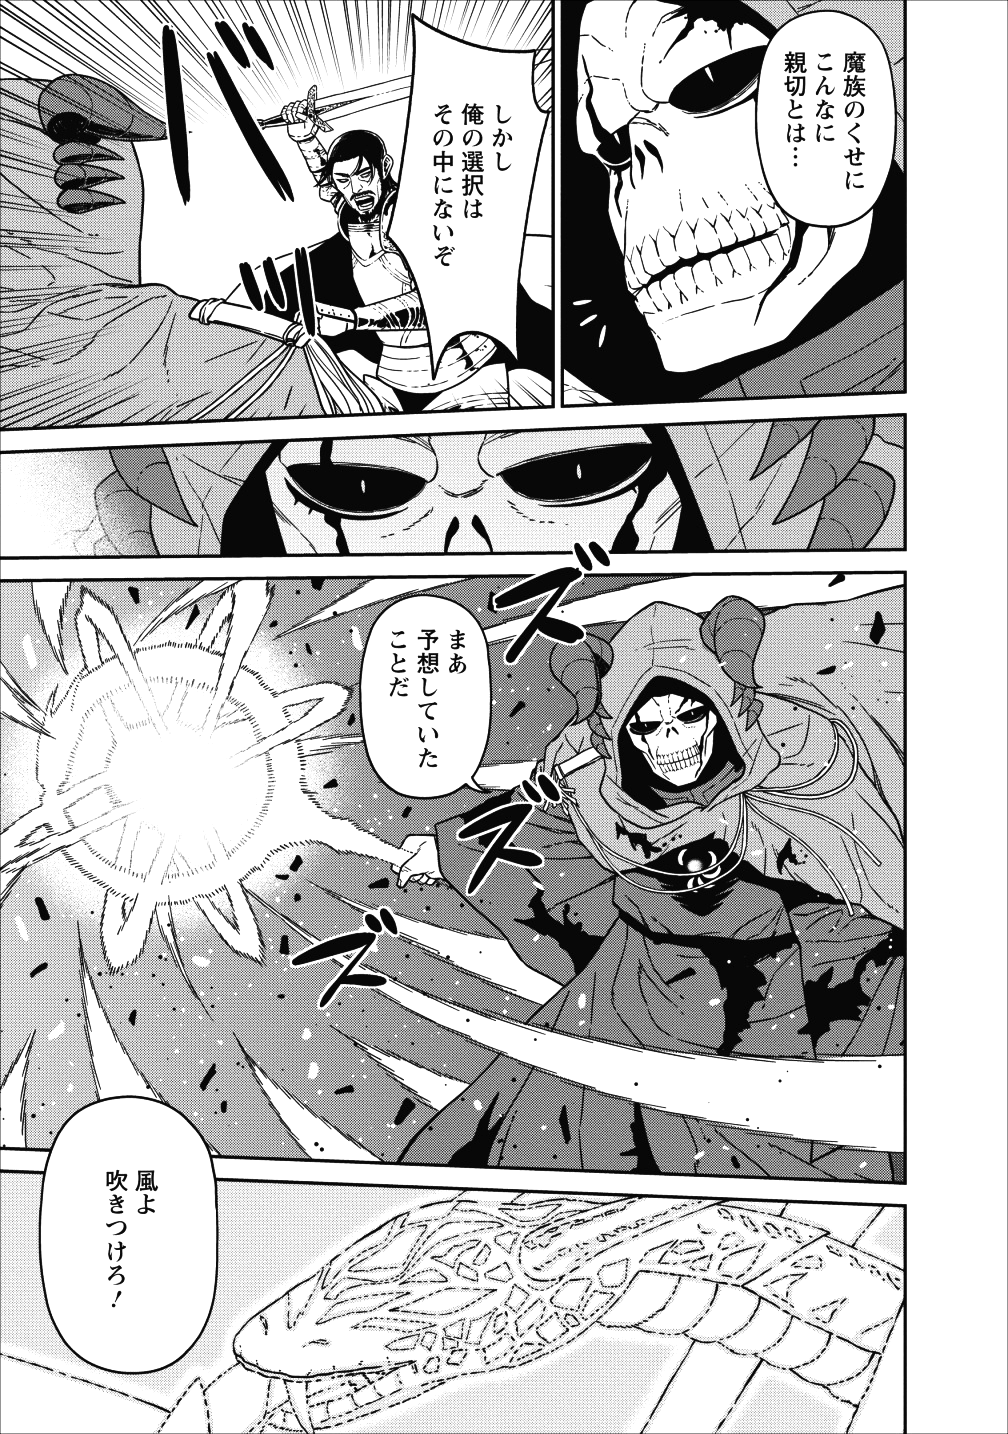 魔族のくせに
こんなに
親切とは…
しかし
俺の選択は
その中にないぞ
ズ
まあ
予想していた
ことだ
ズ
ズ
風よ
吹きつけろ！